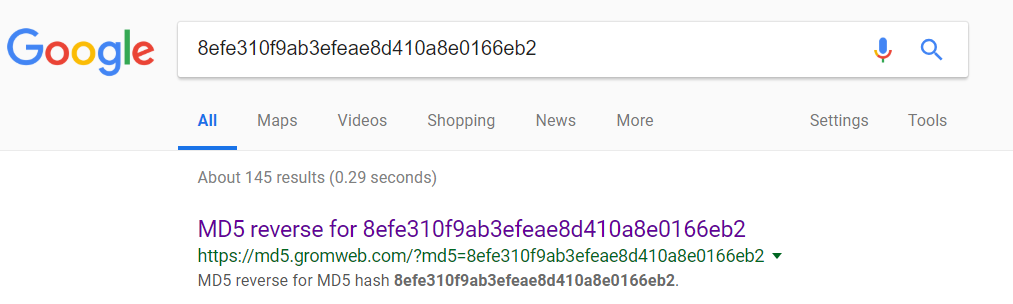 Google
8efe310f9ab3efeae8d410a8e0166eb2
All Maps Videos Shopping News More Settings Tools
About 145 results (0.29 seconds)
MD5 reverse for 8efe310f9ab3efeae8d410a8e0166eb2
https://md5.gromweb.com/?md5=8efe310f9ab3efeae8d410a8e0166eb2
MD5 reverse for MD5 hash 8efe310f9ab3efeae8d410a8e0166eb2.